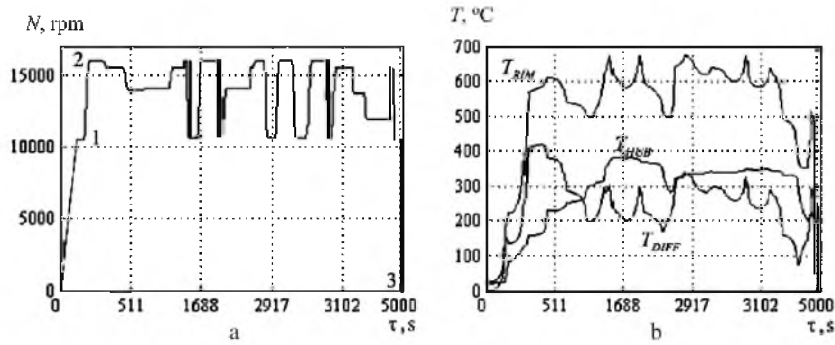 N, rpm
15000
10000
5000
0
2
1
3
0 511 1688 2917 3102 5000
τ, s
a
T, °C
700
600
500
400
300
200
100
0
T_RIM
T_HUB
T_DIFF
0 511 1688 2917 3102 5000
τ, s
b